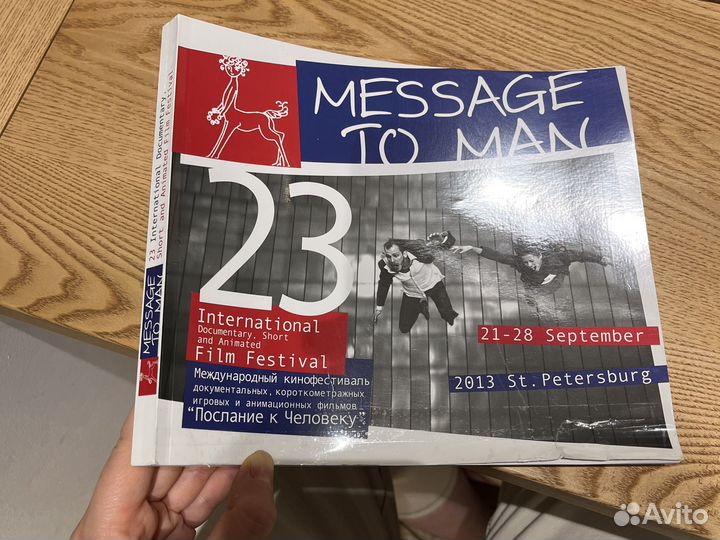 23 International Documentary,
Short and Animated Film Festival
MESSAGE TO MAN
MESSAGE
TO MAN
23
International
Documentary, Short
and Animated
Film Festival
Международный кинофестиваль
документальных, короткометражных
игровых и анимационных фильмов
“Послание к Человеку”
21-28 September
2013 St.Petersburg
Avito